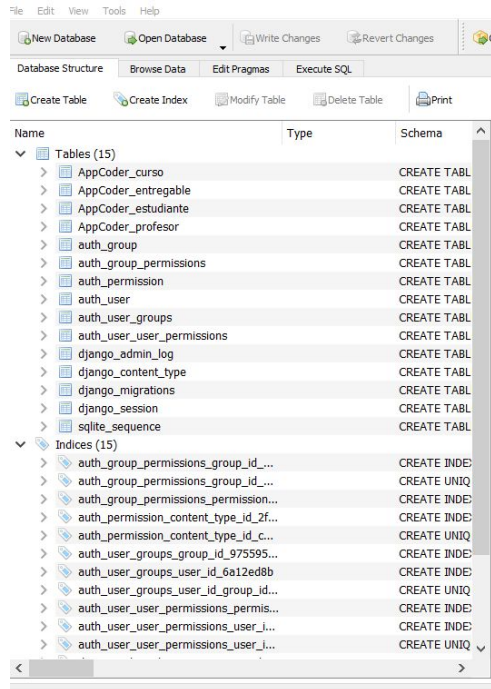 File Edit View Tools Help
New Database Open Database Write Changes Revert Changes
Database Structure Browse Data Edit Pragmas Execute SQL
Create Table Create Index Modify Table Delete Table Print
Name Type Schema
Tables (15)
AppCoder_curso CREATE TABL
AppCoder_entregable CREATE TABL
AppCoder_estudiante CREATE TABL
AppCoder_profesor CREATE TABL
auth_group CREATE TABL
auth_group_permissions CREATE TABL
auth_permission CREATE TABL
auth_user CREATE TABL
auth_user_groups CREATE TABL
auth_user_user_permissions CREATE TABL
django_admin_log CREATE TABL
django_content_type CREATE TABL
django_migrations CREATE TABL
django_session CREATE TABL
sqlite_sequence CREATE TABL
Indices (15)
auth_group_permissions_group_id_... CREATE INDEX
auth_group_permissions_group_id_... CREATE UNIQ
auth_group_permissions_permission... CREATE INDEX
auth_permission_content_type_id_2f... CREATE INDEX
auth_permission_content_type_id_c... CREATE UNIQ
auth_user_groups_group_id_975595... CREATE INDEX
auth_user_groups_user_id_6a12ed8b CREATE INDEX
auth_user_groups_user_id_group_id... CREATE UNIQ
auth_user_user_permissions_permis... CREATE INDEX
auth_user_user_permissions_user_i... CREATE INDEX
auth_user_user_permissions_user_i... CREATE UNIQ